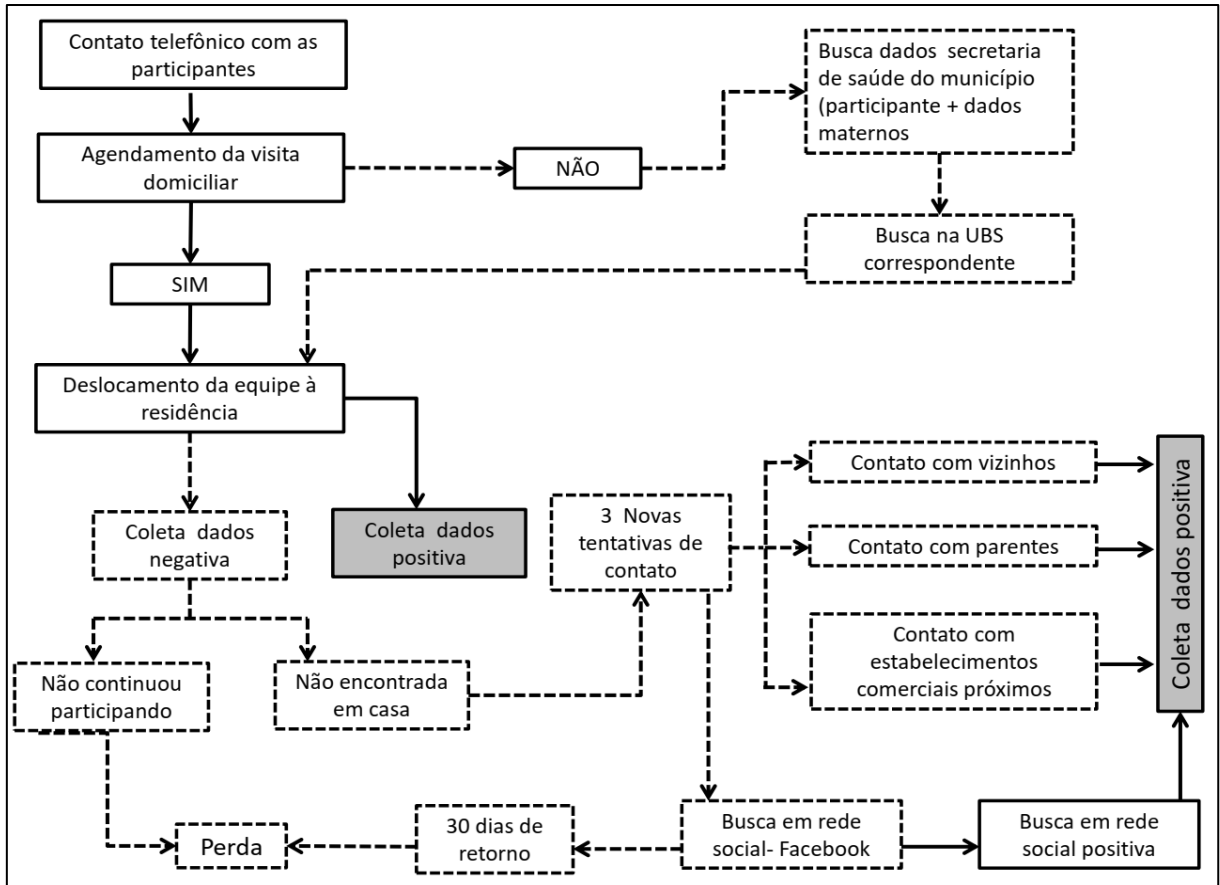 Contato telefônico com as
participantes
Busca dados secretaria
de saúde do município
(participante + dados
maternos
Agendamento da visita
domiciliar
NÃO
Busca na UBS
correspondente
SIM
Deslocamento da equipe à
residência
Coleta dados
negativa
Coleta dados
positiva
3 Novas
tentativas de
contato
Contato com vizinhos
Contato com parentes
Contato com
estabelecimentos
comerciais próximos
Coleta dados positiva
Não continuou
participando
Não encontrada
em casa
Perda
30 dias de
retorno
Busca em rede
social- Facebook
Busca em rede
social positiva